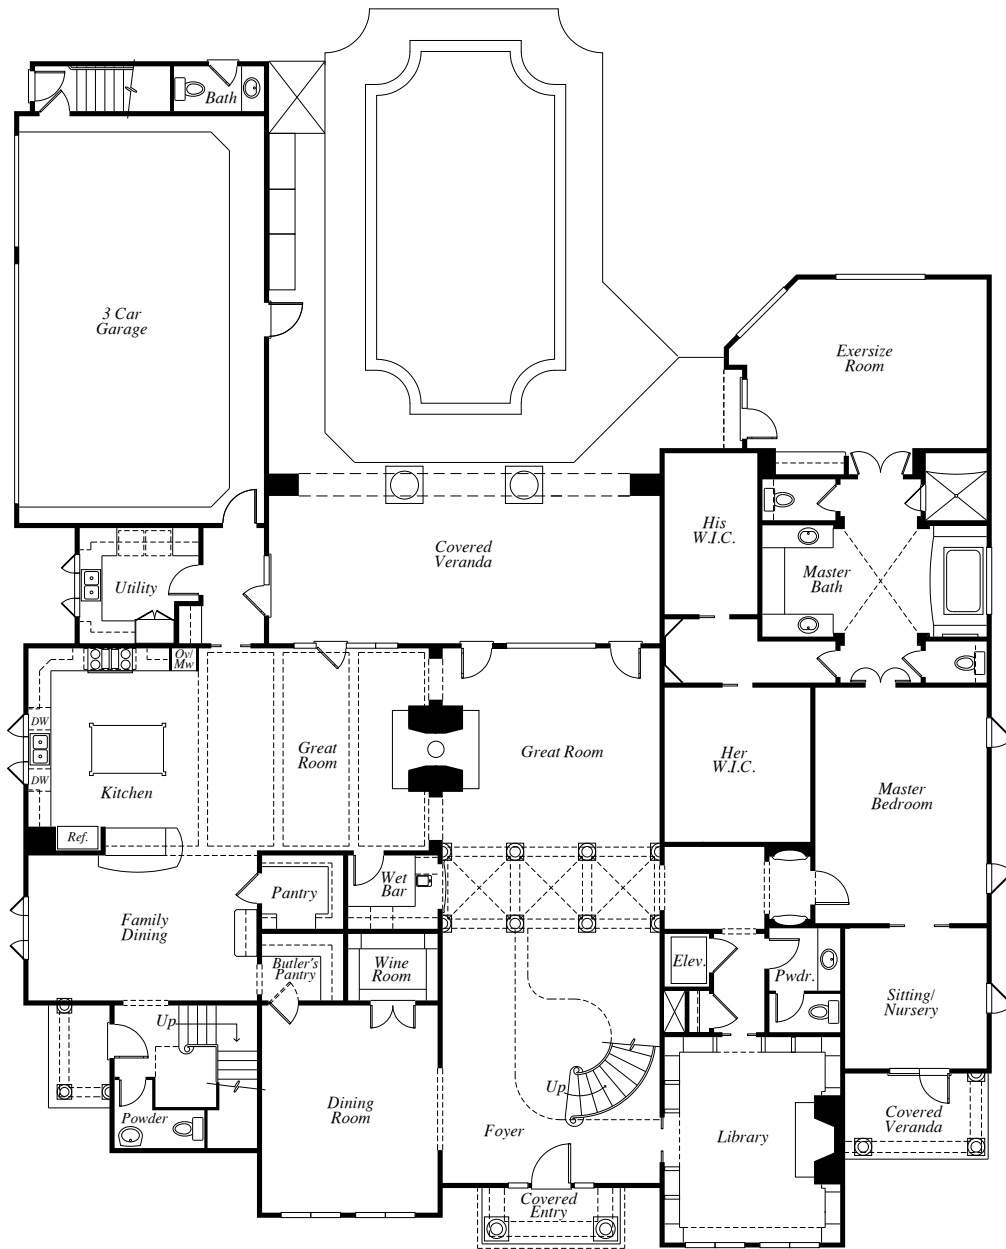 Bath
3 Car
Garage
Exersize
Room
His
W.I.C.
Covered
Veranda
Master
Bath
Utility
Ov/
Mw
DW
Great
Room
Great Room
Her
W.I.C.
DW
Kitchen
Master
Bedroom
Ref.
Wet
Bar
Pantry
Family
Dining
Butler's
Pantry
Wine
Room
Elev.
Pwdr.
Sitting/
Nursery
Up
Up
Powder
Dining
Room
Foyer
Library
Covered
Veranda
Covered
Entry